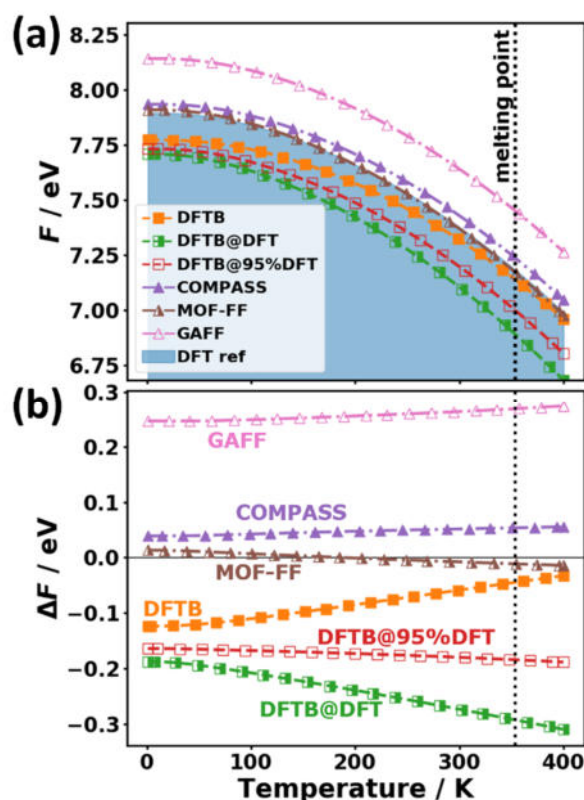 (a)
8.25
8.00
7.75
7.50
7.25
7.00
6.75
F / eV
melting point
DFTB
DFTB@DFT
DFTB@95%DFT
COMPASS
MOF-FF
GAFF
DFT ref
(b)
0.3
0.2
0.1
0.0
−0.1
−0.2
−0.3
ΔF / eV
GAFF
COMPASS
MOF-FF
DFTB
DFTB@95%DFT
DFTB@DFT
0 100 200 300 400
Temperature / K